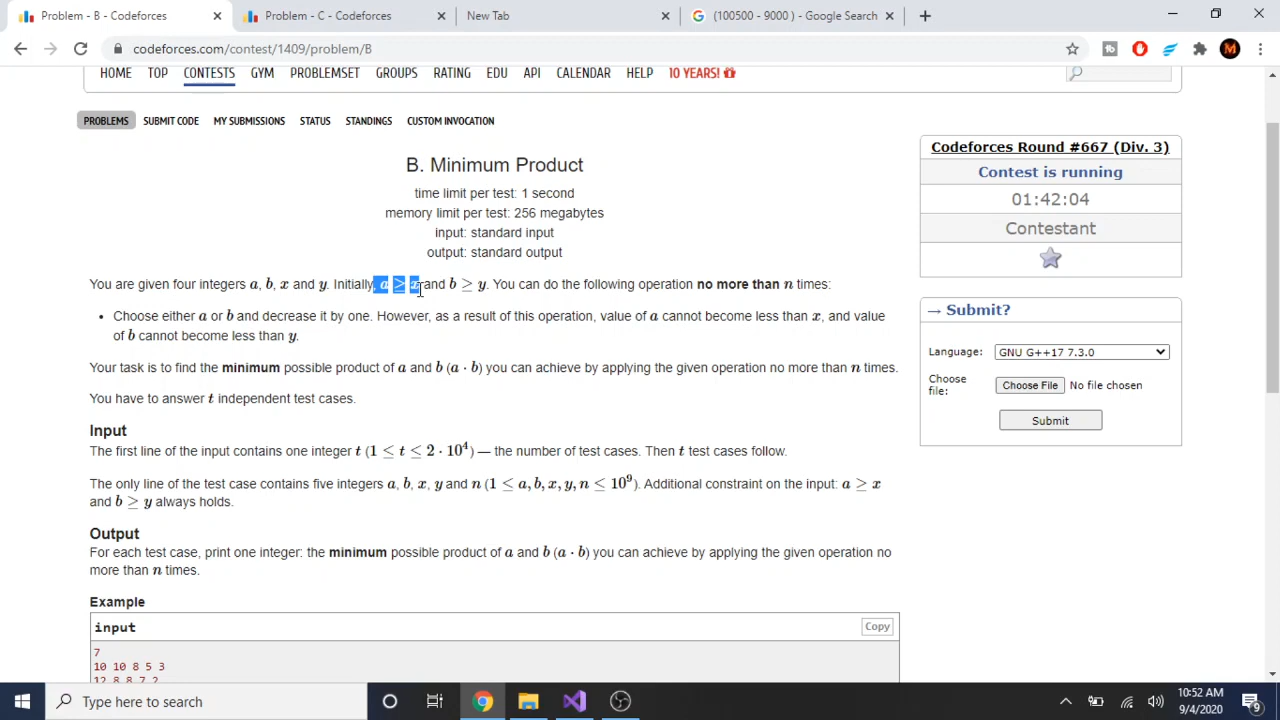 Problem - B - Codeforces
Problem - C - Codeforces
New Tab
(100500 - 9000 ) - Google Search
codeforces.com/contest/1409/problem/B
HOME TOP CONTESTS GYM PROBLEMSET GROUPS RATING EDU API CALENDAR HELP 10 YEARS!
PROBLEMS SUBMIT CODE MY SUBMISSIONS STATUS STANDINGS CUSTOM INVOCATION
B. Minimum Product
time limit per test: 1 second
memory limit per test: 256 megabytes
input: standard input
output: standard output
You are given four integers a, b, x and y. Initially, a ≥ x and b ≥ y. You can do the following operation no more than n times:
• Choose either a or b and decrease it by one. However, as a result of this operation, value of a cannot become less than x, and value
of b cannot become less than y.
Your task is to find the minimum possible product of a and b (a · b) you can achieve by applying the given operation no more than n times.
You have to answer t independent test cases.
Input
The first line of the input contains one integer t (1 ≤ t ≤ 2 · 10⁴) — the number of test cases. Then t test cases follow.
The only line of the test case contains five integers a, b, x, y and n (1 ≤ a, b, x, y, n ≤ 10⁹). Additional constraint on the input: a ≥ x
and b ≥ y always holds.
Output
For each test case, print one integer: the minimum possible product of a and b (a · b) you can achieve by applying the given operation no
more than n times.
Example
input
Copy
7
10 10 8 5 3
12 8 8 7 2
Codeforces Round #667 (Div. 3)
Contest is running
01:42:04
Contestant
→ Submit?
Language: GNU G++17 7.3.0
Choose
file:
Choose File No file chosen
Submit
Type here to search
10:52 AM
9/4/2020
9
M